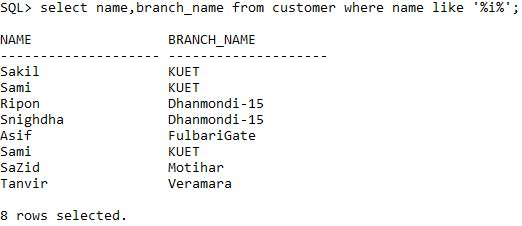 SQL> select name,branch_name from customer where name like '%i%';
NAME                 BRANCH_NAME
-------------------- --------------------
Sakil                KUET
Sami                 KUET
Ripon                Dhanmondi-15
Snighdha             Dhanmondi-15
Asif                 FulbariGate
Sami                 KUET
SaZid                Motihar
Tanvir               Veramara
8 rows selected.